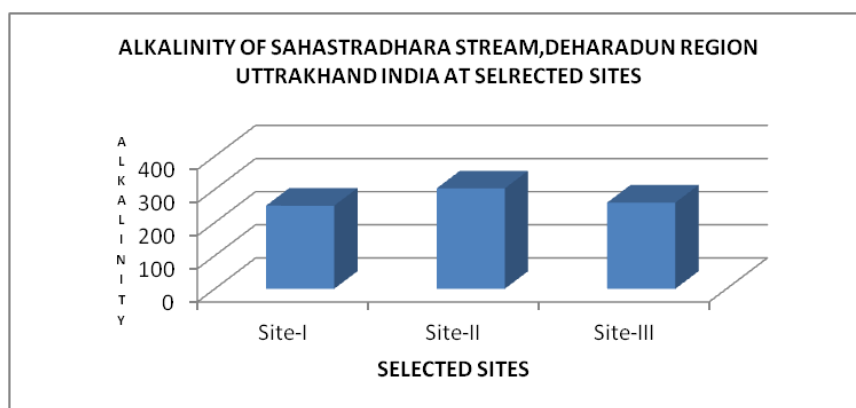 ALKALINITY OF SAHASTRADHARA STREAM,DEHARADUN REGION
UTTRAKHAND INDIA AT SELRECTED SITES
ALKALINITY
400
300
200
100
0
Site-I
Site-II
Site-III
SELECTED SITES